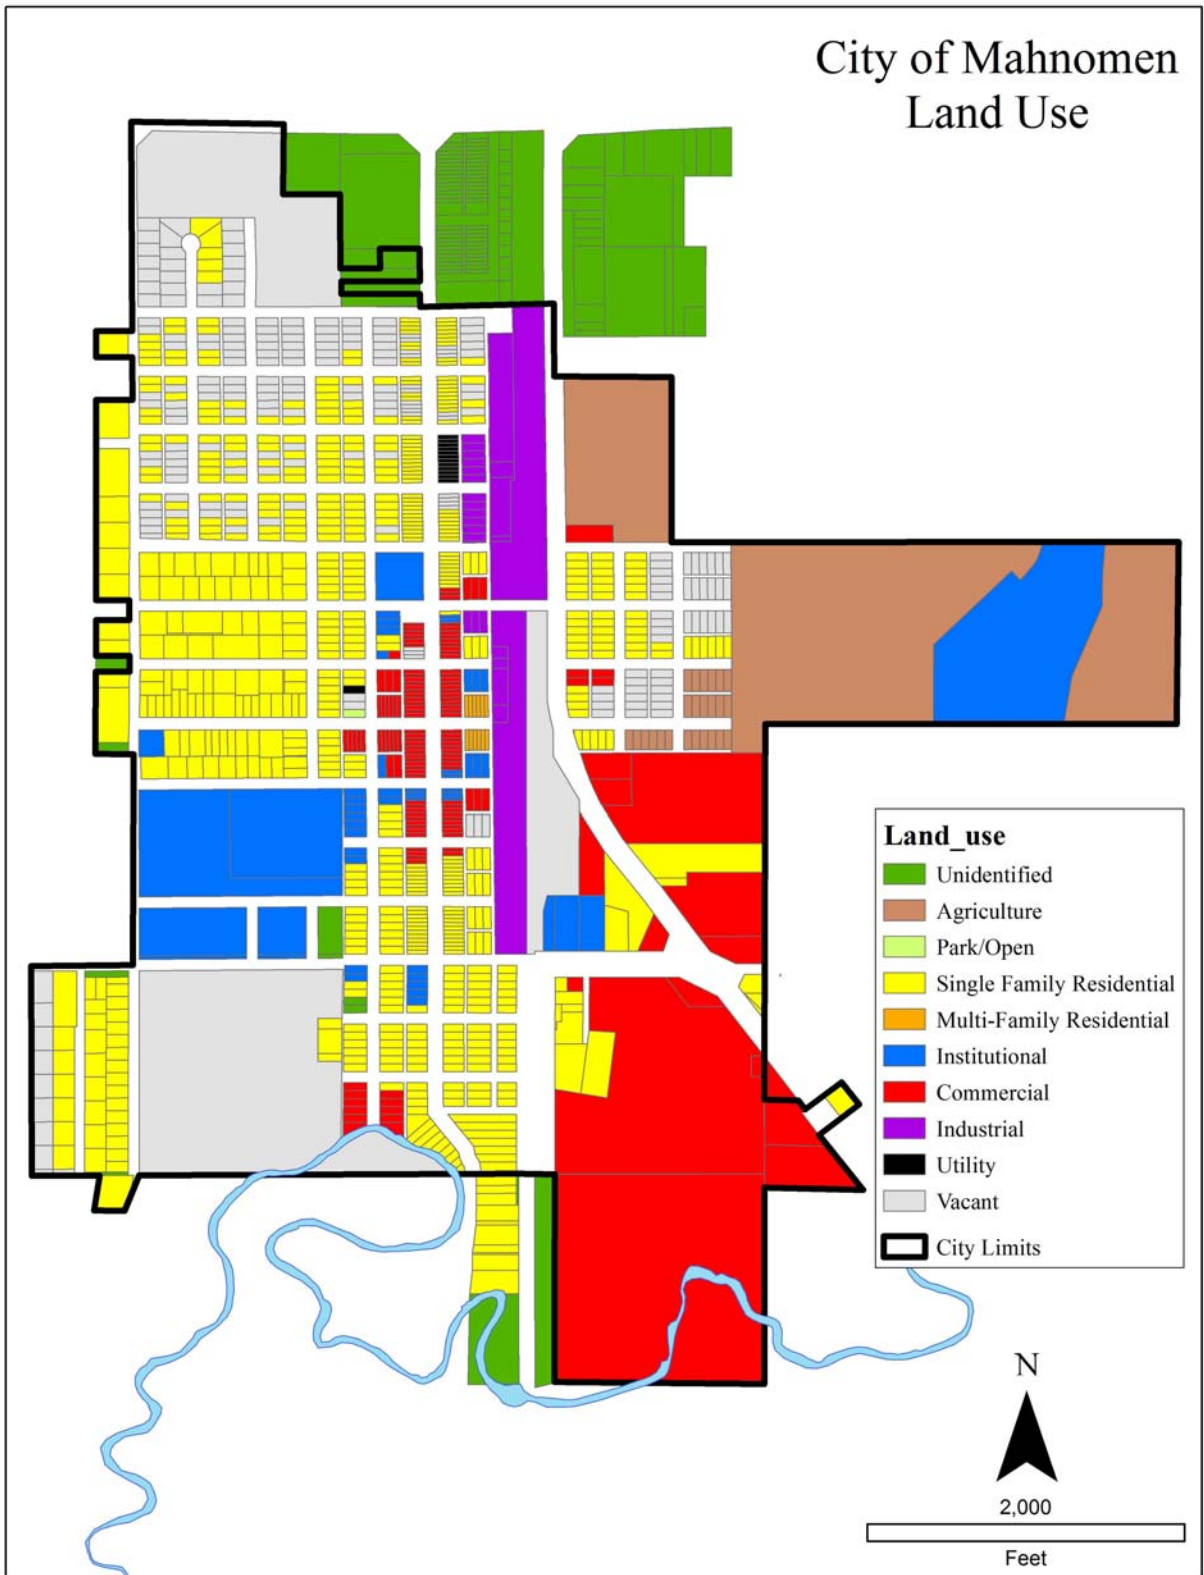 City of Mahnomen
Land Use
Land_use
Unidentified
Agriculture
Park/Open
Single Family Residential
Multi-Family Residential
Institutional
Commercial
Industrial
Utility
Vacant
City Limits
N
2,000
Feet